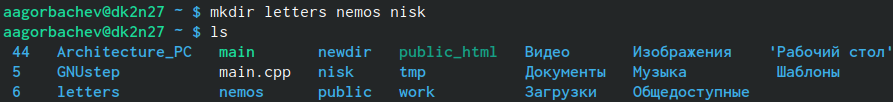 aagorbachev@dk2n27 ~ $ mkdir letters nemos nisk
aagorbachev@dk2n27 ~ $ ls
44 Architecture_PC main newdir public_html Видео Изображения 'Рабочий стол'
5 GNUstep main.cpp nisk tmp Документы Музыка Шаблоны
6 letters nemos public work Загрузки Общедоступные